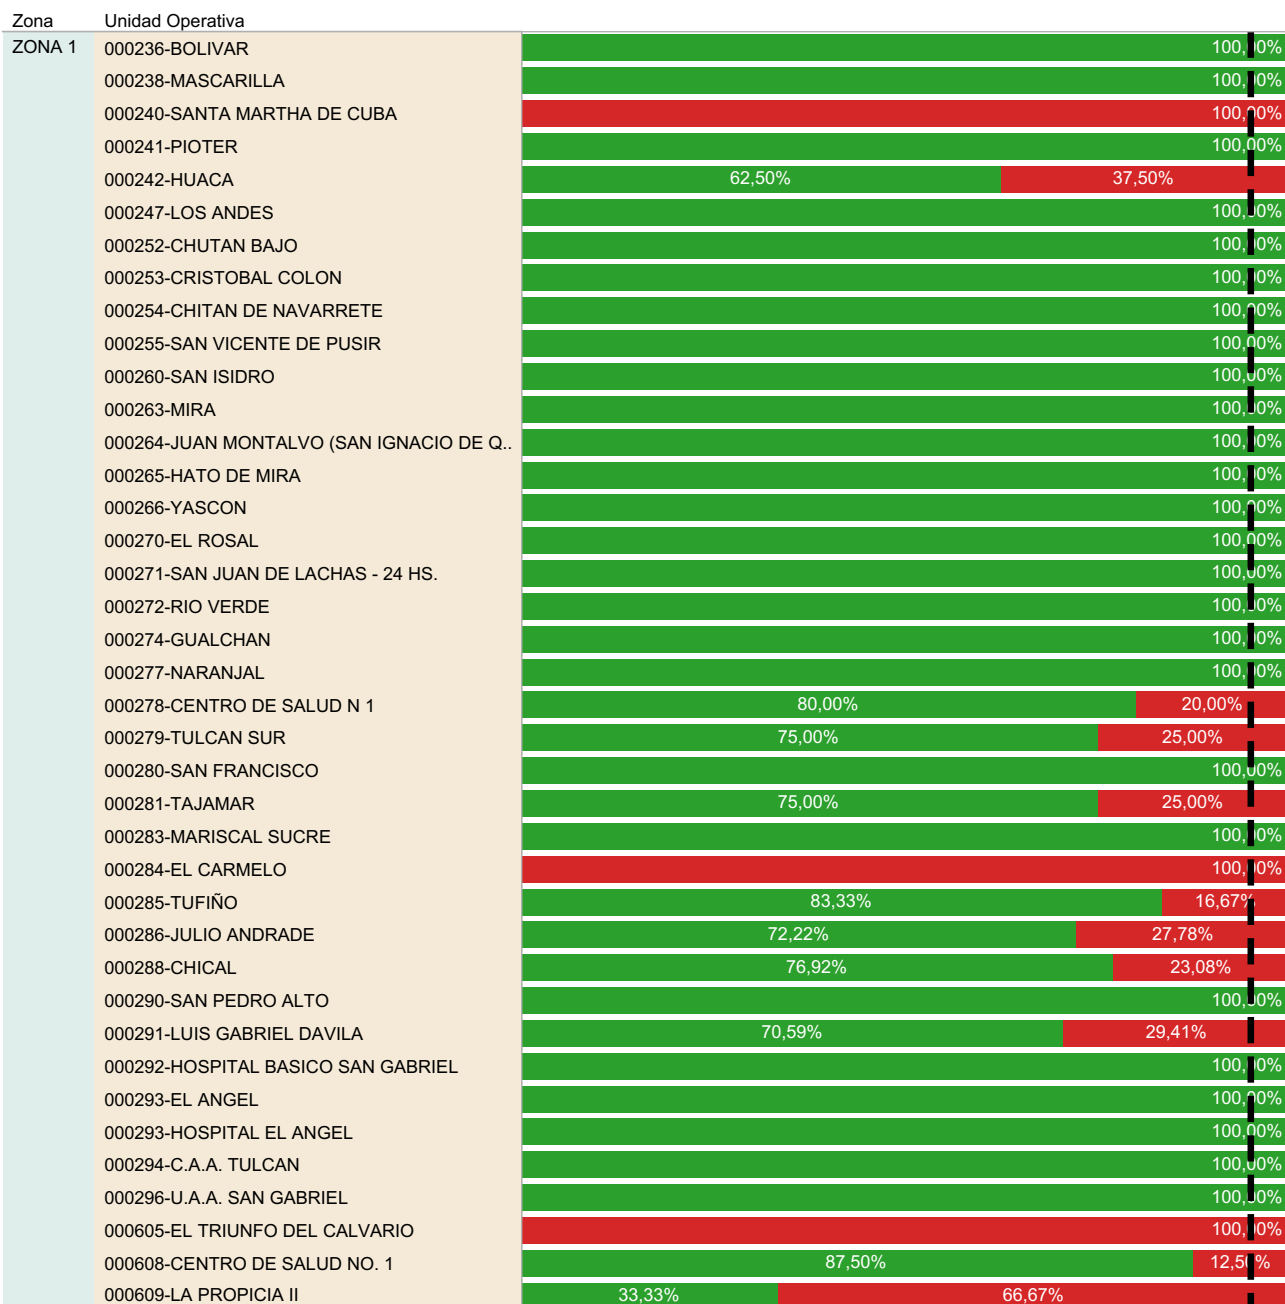 Zona Unidad Operativa
ZONA 1 000236-BOLIVAR 100,00%
000238-MASCARILLA 100,00%
000240-SANTA MARTHA DE CUBA 100,00%
000241-PIOTER 100,00%
000242-HUACA 62,50% 37,50%
000247-LOS ANDES 100,00%
000252-CHUTAN BAJO 100,00%
000253-CRISTOBAL COLON 100,00%
000254-CHITAN DE NAVARRETE 100,00%
000255-SAN VICENTE DE PUSIR 100,00%
000260-SAN ISIDRO 100,00%
000263-MIRA 100,00%
000264-JUAN MONTALVO (SAN IGNACIO DE Q.. 100,00%
000265-HATO DE MIRA 100,00%
000266-YASCON 100,00%
000270-EL ROSAL 100,00%
000271-SAN JUAN DE LACHAS - 24 HS. 100,00%
000272-RIO VERDE 100,00%
000274-GUALCHAN 100,00%
000277-NARANJAL 100,00%
000278-CENTRO DE SALUD N 1 80,00% 20,00%
000279-TULCAN SUR 75,00% 25,00%
000280-SAN FRANCISCO 100,00%
000281-TAJAMAR 75,00% 25,00%
000283-MARISCAL SUCRE 100,00%
000284-EL CARMELO 100,00%
000285-TUFIÑO 83,33% 16,67%
000286-JULIO ANDRADE 72,22% 27,78%
000288-CHICAL 76,92% 23,08%
000290-SAN PEDRO ALTO 100,00%
000291-LUIS GABRIEL DAVILA 70,59% 29,41%
000292-HOSPITAL BASICO SAN GABRIEL 100,00%
000293-EL ANGEL 100,00%
000293-HOSPITAL EL ANGEL 100,00%
000294-C.A.A. TULCAN 100,00%
000296-U.A.A. SAN GABRIEL 100,00%
000605-EL TRIUNFO DEL CALVARIO 100,00%
000608-CENTRO DE SALUD NO. 1 87,50% 12,50%
000609-LA PROPICIA II 33,33% 66,67%